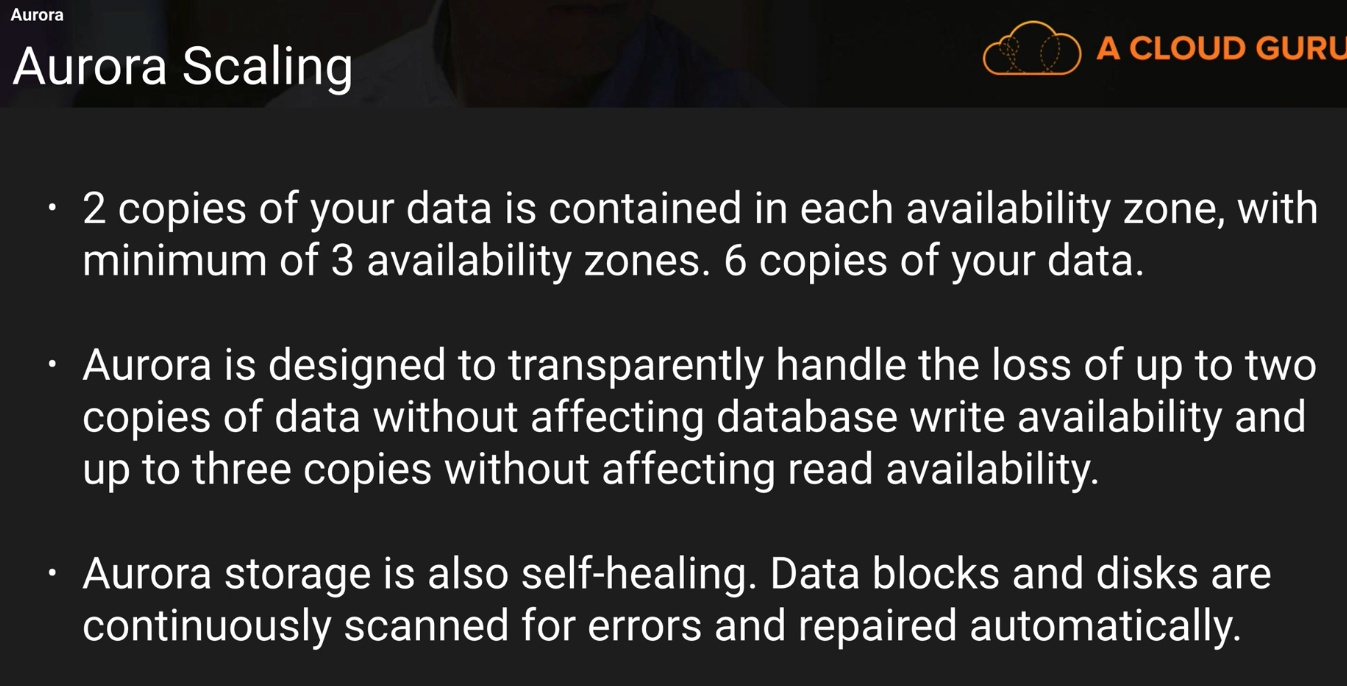 Aurora
Aurora Scaling
A CLOUD GURU
• 2 copies of your data is contained in each availability zone, with
minimum of 3 availability zones. 6 copies of your data.
• Aurora is designed to transparently handle the loss of up to two
copies of data without affecting database write availability and
up to three copies without affecting read availability.
• Aurora storage is also self-healing. Data blocks and disks are
continuously scanned for errors and repaired automatically.